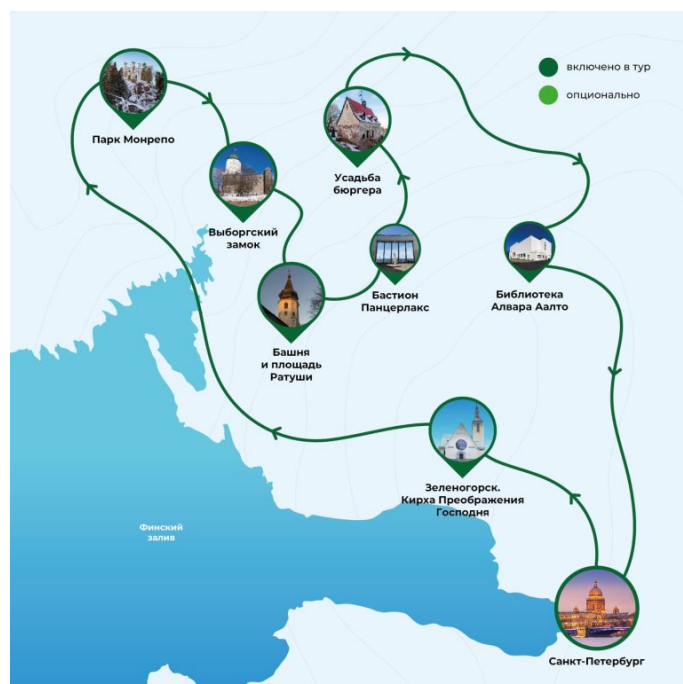 включено в тур
опционально
Парк Монрепо
Усадьба
бюргера
Выборгский
замок
Бастион
Панцерлакс
Библиотека
Алвара Аалто
Башня
и площадь
Ратуши
Зеленогорск.
Кирха Преображения
Господня
Финский
залив
Санкт-Петербург